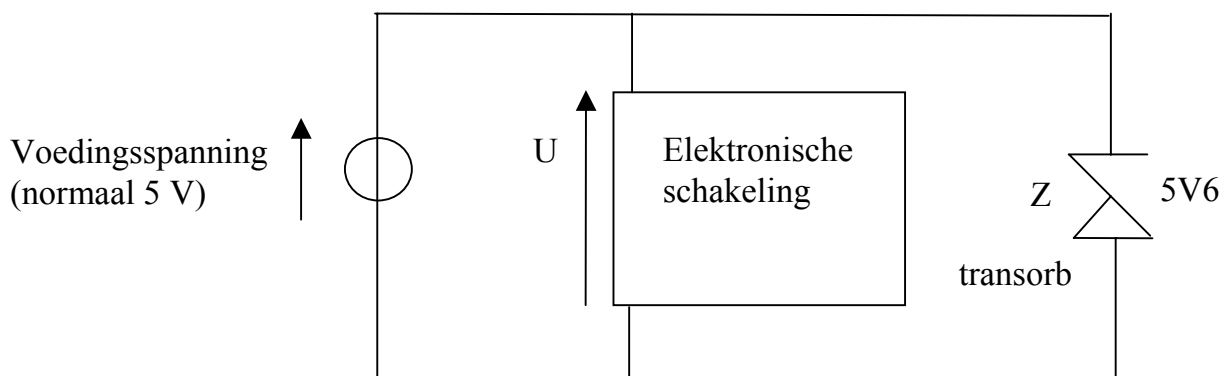 Voedingsspanning
(normaal 5 V)
U
Elektronische
schakeling
Z
5V6
transorb